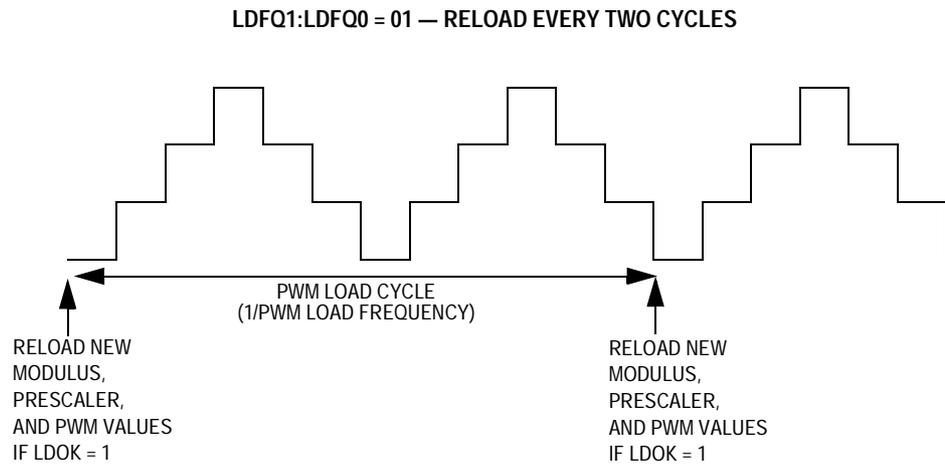 LDFQ1:LDFQ0 = 01 — RELOAD EVERY TWO CYCLES
PWM LOAD CYCLE
(1/PWM LOAD FREQUENCY)
RELOAD NEW
MODULUS,
PRESCALER,
AND PWM VALUES
IF LDOK = 1
RELOAD NEW
MODULUS,
PRESCALER,
AND PWM VALUES
IF LDOK = 1